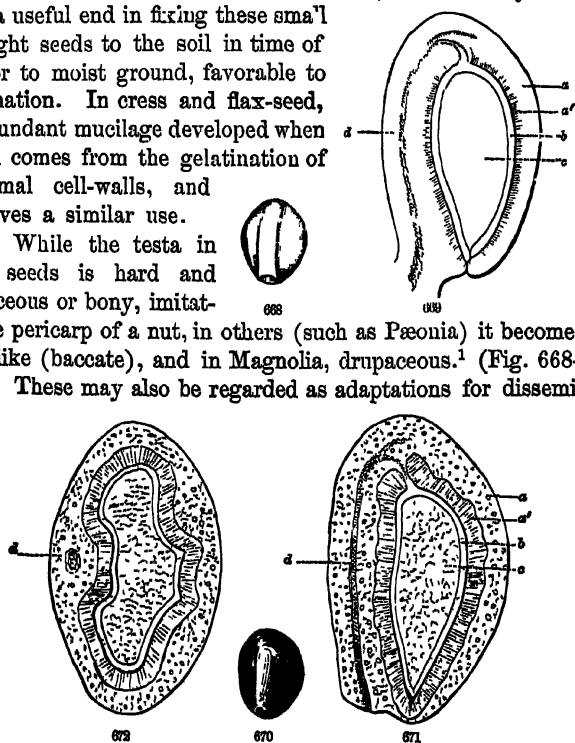 a useful end in fixing these small
ght seeds to the soil in time of
or to moist ground, favorable to
nation. In cress and flax-seed,
undant mucilage developed when
comes from the gelatination of
mal cell-walls, and
ves a similar use.
While the testa in
seeds is hard and
ceous or bony, imitat-
e pericarp of a nut, in others (such as Pæonia) it become
like (baccate), and in Magnolia, drupaceous.¹ (Fig. 668-
These may also be regarded as adaptations for dissemi
d
a
a'
b
c
668
669
d
d
a
a'
b
c
672
670
671